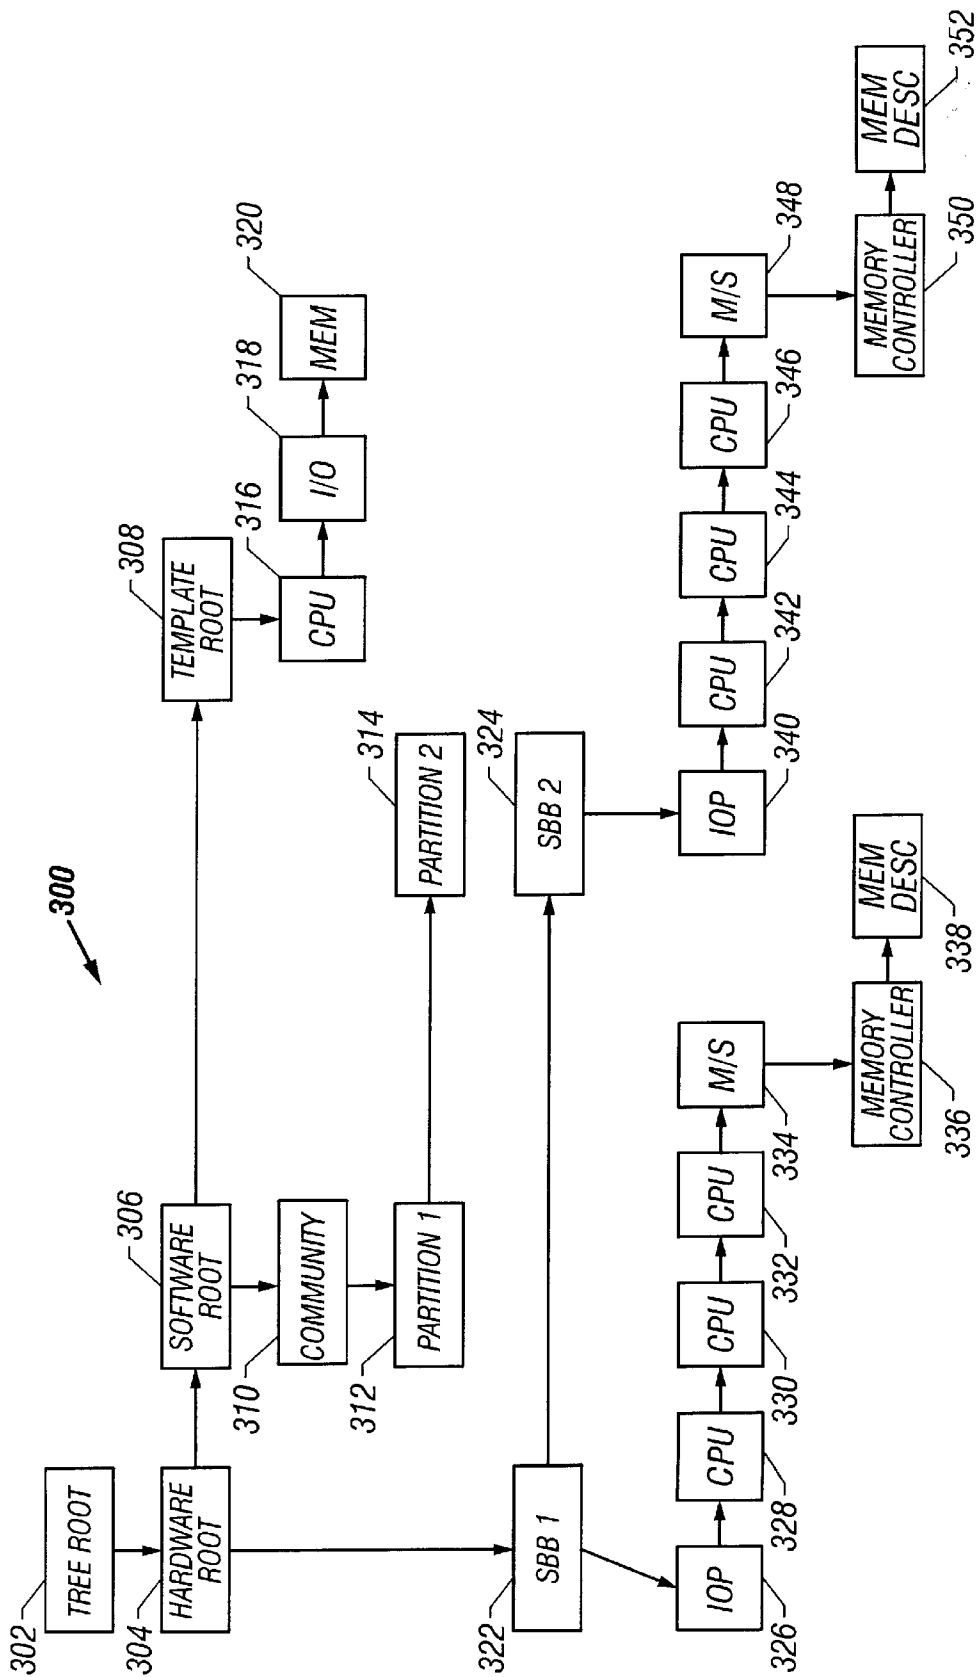 300
302
TREE ROOT
304
HARDWARE
ROOT
306
SOFTWARE
ROOT
308
TEMPLATE
ROOT
310
COMMUNITY
316
CPU
318
I/O
320
MEM
312
PARTITION 1
314
PARTITION 2
322
SBB 1
324
SBB 2
IOP
326
CPU
328
CPU
330
CPU
332
M/S
334
IOP
340
CPU
342
CPU
344
CPU
346
M/S
348
MEMORY
CONTROLLER
336
MEM
DESC
338
MEMORY
CONTROLLER
350
MEM
DESC
352